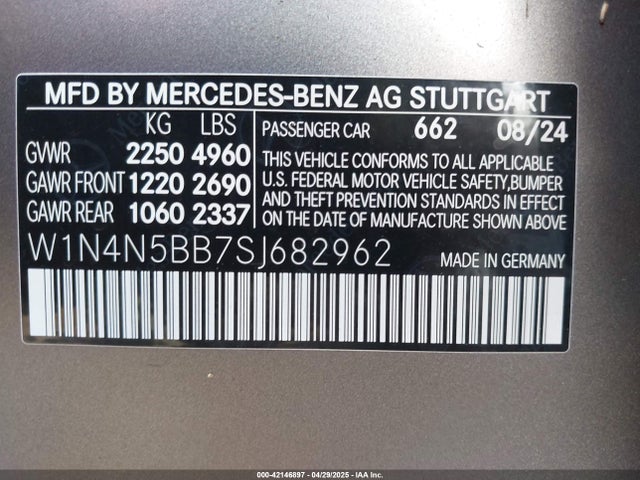 MFD BY MERCEDES-BENZ AG STUTTGART
KG LBS
GVWR 2250 4960
GAWR FRONT 1220 2690
GAWR REAR 1060 2337
PASSENGER CAR 662 08/24
THIS VEHICLE CONFORMS TO ALL APPLICABLE
U.S. FEDERAL MOTOR VEHICLE SAFETY, BUMPER
AND THEFT PREVENTION STANDARDS IN EFFECT
ON THE DATE OF MANUFACTURE SHOWN ABOVE
W1N4N5BB7SJ682962
MADE IN GERMANY
000-42146897 - 04/29/2025 - IAA Inc.